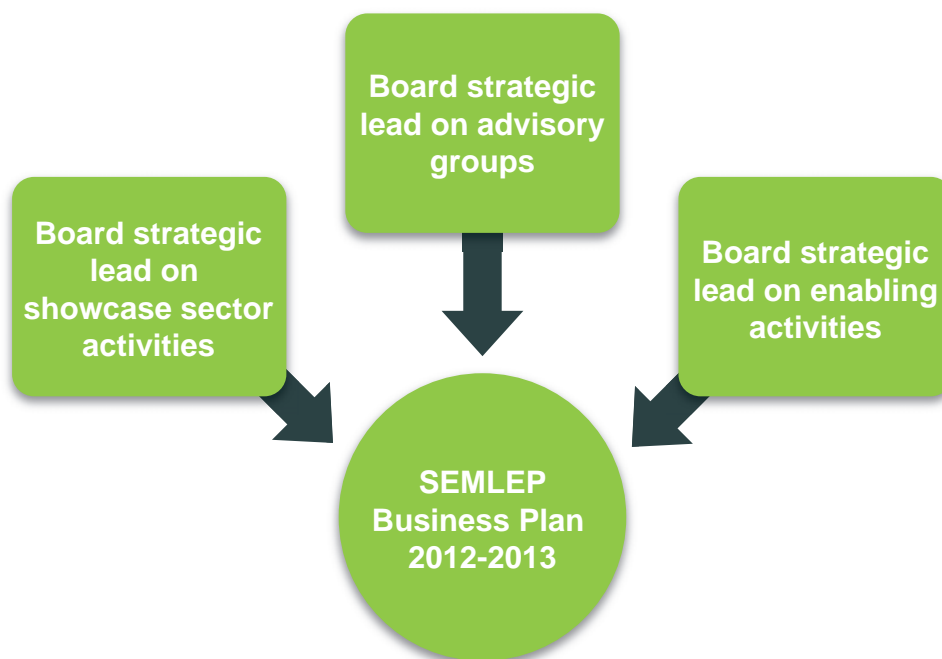 Board strategic
lead on advisory
groups
Board strategic
lead on
showcase sector
activities
Board strategic
lead on enabling
activities
SEMLEP
Business Plan
2012-2013